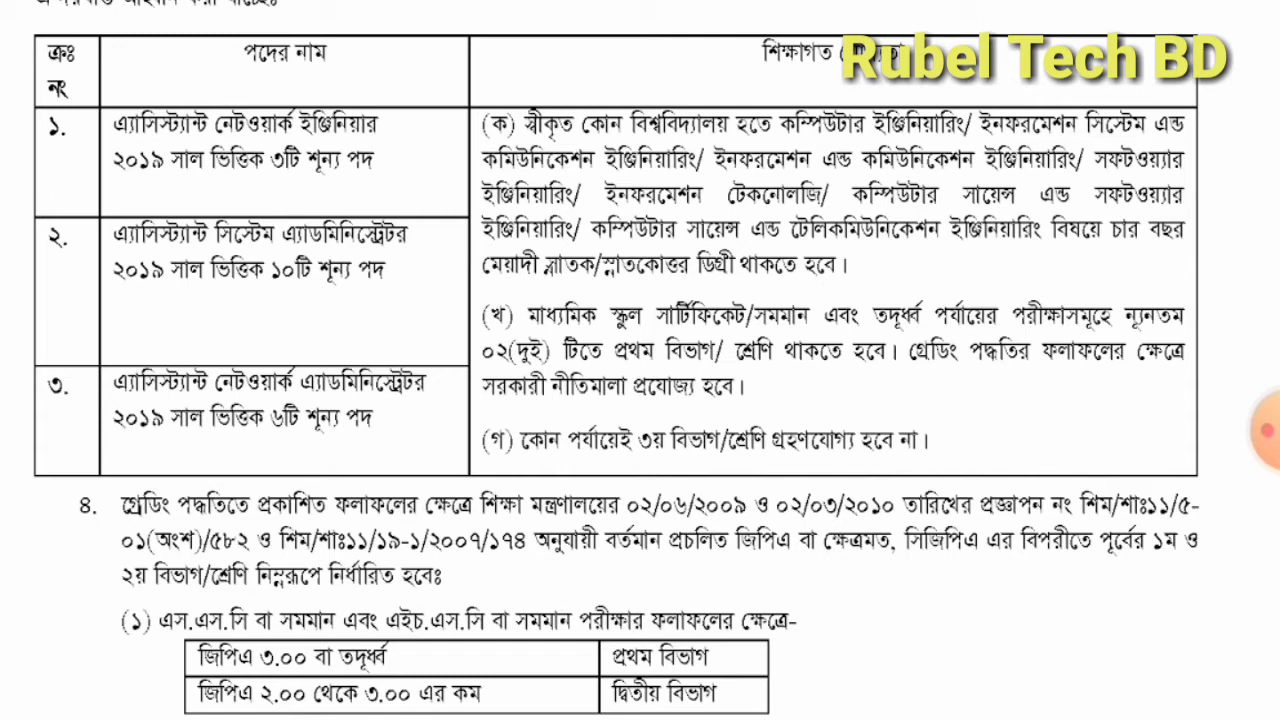 Rubel Tech BD
ক্রঃ নং
পদের নাম
শিক্ষাগত
১.
এ্যাসিস্ট্যান্ট নেটওয়ার্ক ইঞ্জিনিয়ার
২০১৯ সাল ভিত্তিক ৩টি শূন্য পদ
২.
এ্যাসিস্ট্যান্ট সিস্টেম এ্যাডমিনিস্ট্রেটর
২০১৯ সাল ভিত্তিক ১০টি শূন্য পদ
৩.
এ্যাসিস্ট্যান্ট নেটওয়ার্ক এ্যাডমিনিস্ট্রেটর
২০১৯ সাল ভিত্তিক ৬টি শূন্য পদ
(ক) স্বীকৃত কোন বিশ্ববিদ্যালয় হতে কম্পিউটার ইঞ্জিনিয়ারিং/ ইনফরমেশন সিস্টেম এন্ড
কমিউনিকেশন ইঞ্জিনিয়ারিং/ ইনফরমেশন এন্ড কমিউনিকেশন ইঞ্জিনিয়ারিং/ সফটওয়্যার
ইঞ্জিনিয়ারিং/ ইনফরমেশন টেকনোলজি/ কম্পিউটার সায়েন্স এন্ড সফটওয়্যার
ইঞ্জিনিয়ারিং/ কম্পিউটার সায়েন্স এন্ড টেলিকমিউনিকেশন ইঞ্জিনিয়ারিং বিষয়ে চার বছর
মেয়াদী স্নাতক/স্নাতকোত্তর ডিগ্রী থাকতে হবে।
(খ) মাধ্যমিক স্কুল সার্টিফিকেট/সমমান এবং তদূর্ধ্ব পর্যায়ের পরীক্ষাসমূহে ন্যূনতম
০২(দুই) টিতে প্রথম বিভাগ/ শ্রেণি থাকতে হবে। গ্রেডিং পদ্ধতির ফলাফলের ক্ষেত্রে
সরকারী নীতিমালা প্রযোজ্য হবে।
(গ) কোন পর্যায়েই ৩য় বিভাগ/শ্রেণি গ্রহণযোগ্য হবে না।
৪. গ্রেডিং পদ্ধতিতে প্রকাশিত ফলাফলের ক্ষেত্রে শিক্ষা মন্ত্রণালয়ের ০২/০৬/২০০৯ ও ০২/০৩/২০১০ তারিখের প্রজ্ঞাপন নং শিম/শাঃ১১/৫-
০১(অংশ)/৫৮২ ও শিম/শাঃ১১/১৯-১/২০০৭/১৭৪ অনুযায়ী বর্তমান প্রচলিত জিপিএ বা ক্ষেত্রমত, সিজিপিএ এর বিপরীতে পূর্বের ১ম ও
২য় বিভাগ/শ্রেণি নিম্নরূপে নির্ধারিত হবেঃ
(১) এস.এস.সি বা সমমান এবং এইচ.এস.সি বা সমমান পরীক্ষার ফলাফলের ক্ষেত্রে-
জিপিএ ৩.০০ বা তদূর্ধ্ব প্রথম বিভাগ
জিপিএ ২.০০ থেকে ৩.০০ এর কম দ্বিতীয় বিভাগ